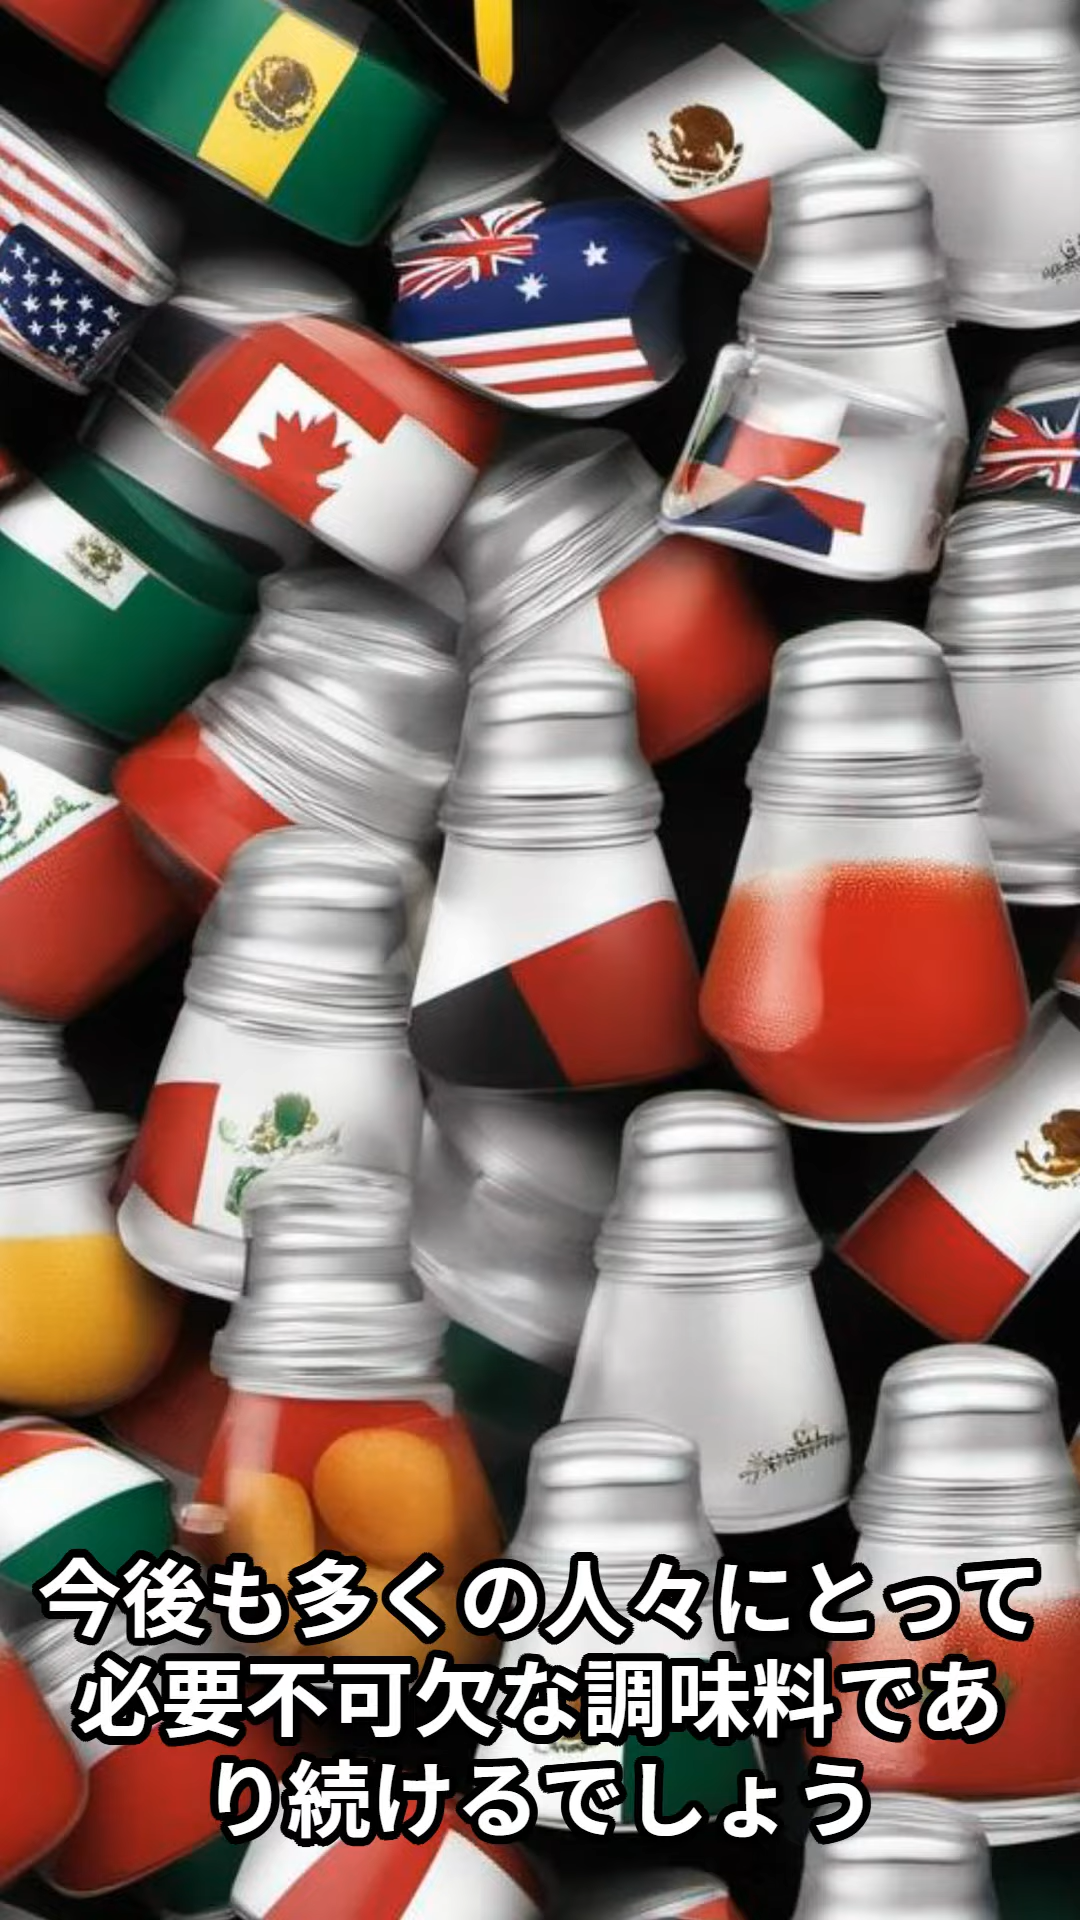 今後も多くの人々にとって
必要不可欠な調味料であ
り続けるでしょう